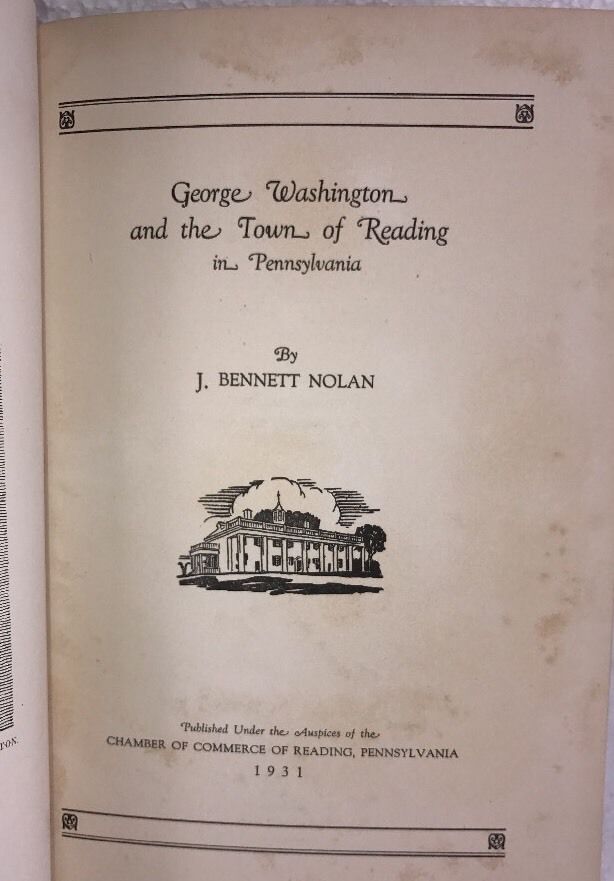 George Washington
and the Town of Reading
in Pennsylvania
By
J. BENNETT NOLAN
Published Under the Auspices of the
CHAMBER OF COMMERCE OF READING, PENNSYLVANIA
1931